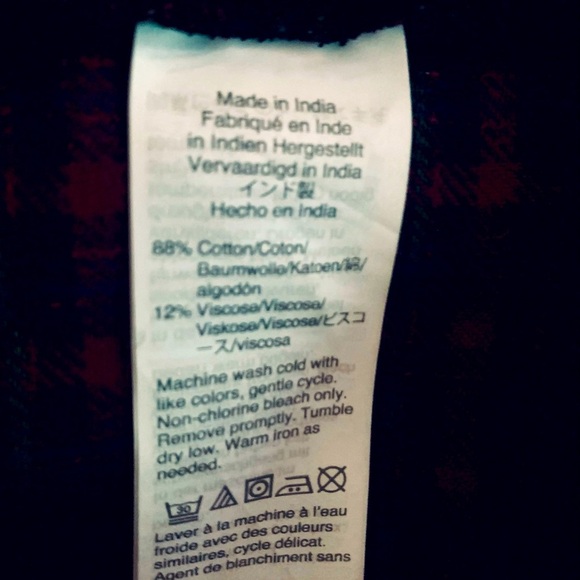 Made in India
Fabriqué en Inde
in Indien Hergestellt
Vervaardigd in India
インド製
Hecho en India
88% Cotton/Coton/
Baumwolle/Katoen/綿/
algodón
12% Viscose/Viscose/
Viskose/Viscose/ビスコ
ース/viscosa
Machine wash cold with
like colors, gentle cycle.
Non-chlorine bleach only.
Remove promptly. Tumble
dry low. Warm iron as
needed.
30
Laver à la machine à l'eau
froide avec des couleurs
similaires, cycle délicat.
Agent de blanchiment sans